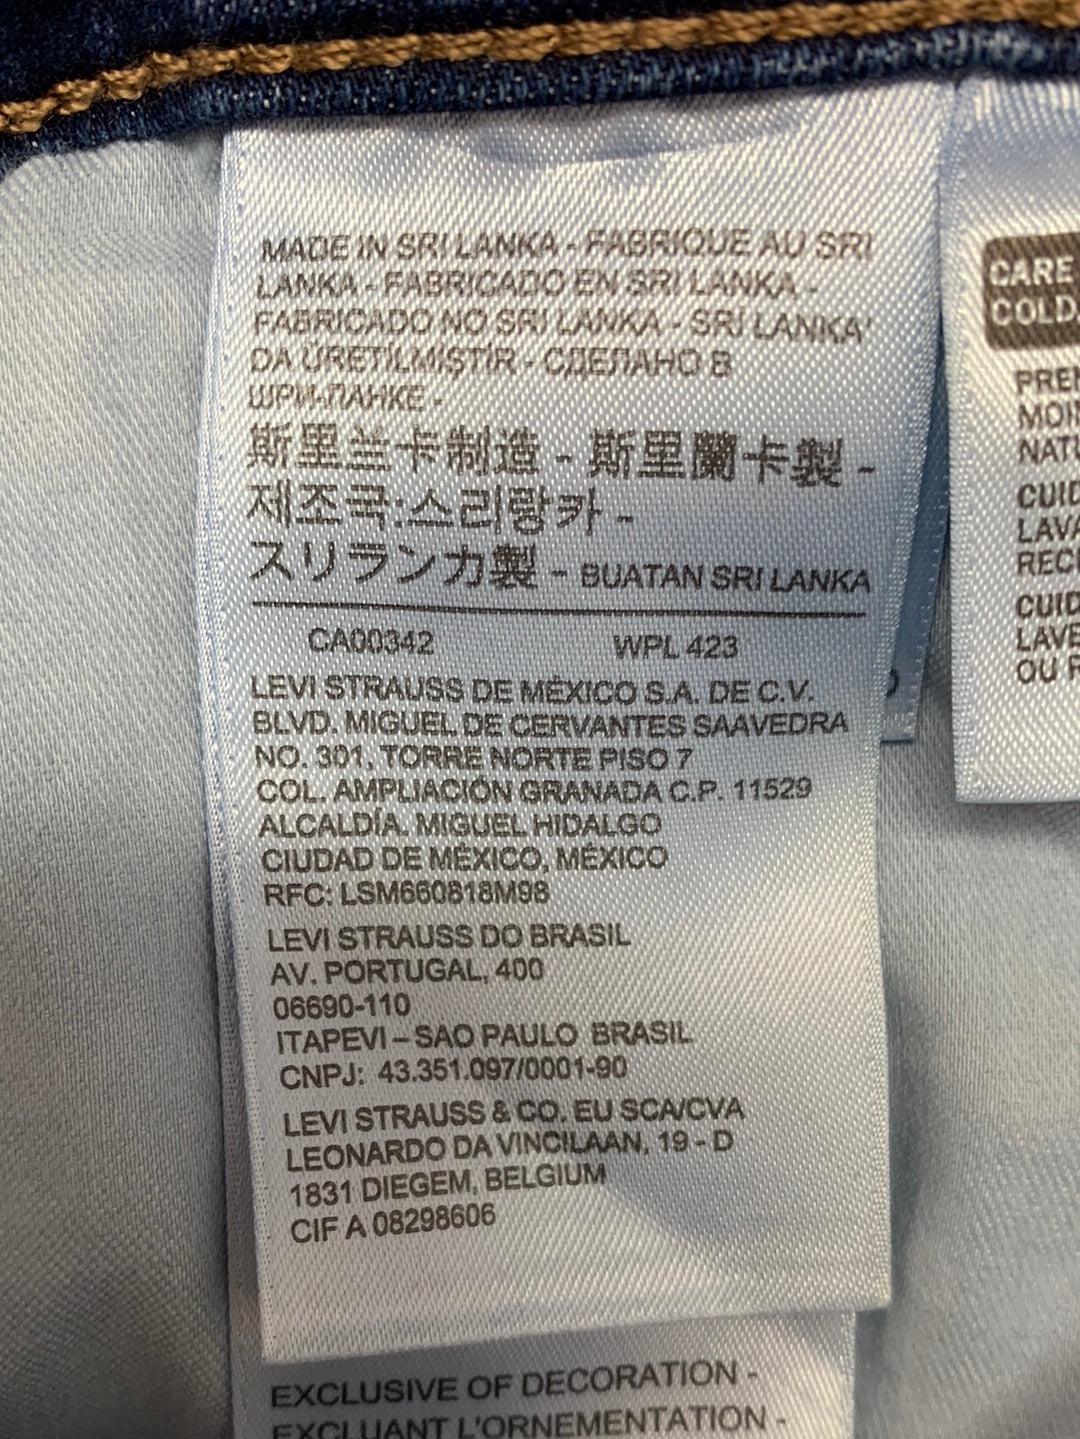 MADE IN SRI LANKA - FABRIQUE AU SRI
LANKA - FABRICADO EN SRI LANKA -
FABRICADO NO SRI LANKA - SRI LANKA'
DA ÜRETİLMİŞTİR - СДЕЛАНО В
ШРИ-ЛАНКЕ -
斯里兰卡制造 - 斯里蘭卡製 -
제조국:스리랑카 -
スリランカ製 - BUATAN SRI LANKA
CA00342 WPL 423
LEVI STRAUSS DE MÉXICO S.A. DE C.V.
BLVD. MIGUEL DE CERVANTES SAAVEDRA
NO. 301, TORRE NORTE PISO 7
COL. AMPLIACIÓN GRANADA C.P. 11529
ALCALDÍA. MIGUEL HIDALGO
CIUDAD DE MÉXICO, MÉXICO
RFC: LSM660818M98
LEVI STRAUSS DO BRASIL
AV. PORTUGAL, 400
06690-110
ITAPEVI – SAO PAULO BRASIL
CNPJ: 43.351.097/0001-90
LEVI STRAUSS & CO. EU SCA/CVA
LEONARDO DA VINCILAAN, 19 - D
1831 DIEGEM, BELGIUM
CIF A 08298606
EXCLUSIVE OF DECORATION -
EXCLUANT L'ORNEMENTATION -
CARE
COLD